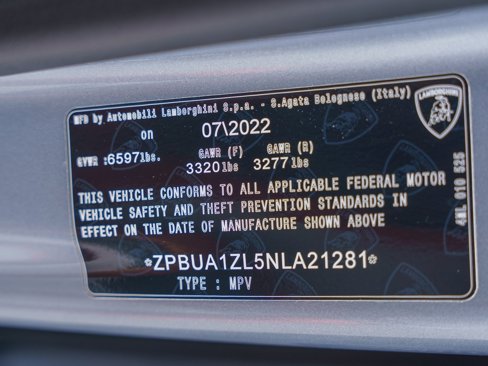 MFD by Automobili Lamborghini S.p.a. - S.Agata Bolognese (Italy)
on 07\2022
GVWR :6597lbs. GAWR (F) 3320lbs GAWR (R) 3277lbs
THIS VEHICLE CONFORMS TO ALL APPLICABLE FEDERAL MOTOR
VEHICLE SAFETY AND THEFT PREVENTION STANDARDS IN
EFFECT ON THE DATE OF MANUFACTURE SHOWN ABOVE
*ZPBUA1ZL5NLA21281*
TYPE : MPV
LAMBORGHINI
4ML 010 525